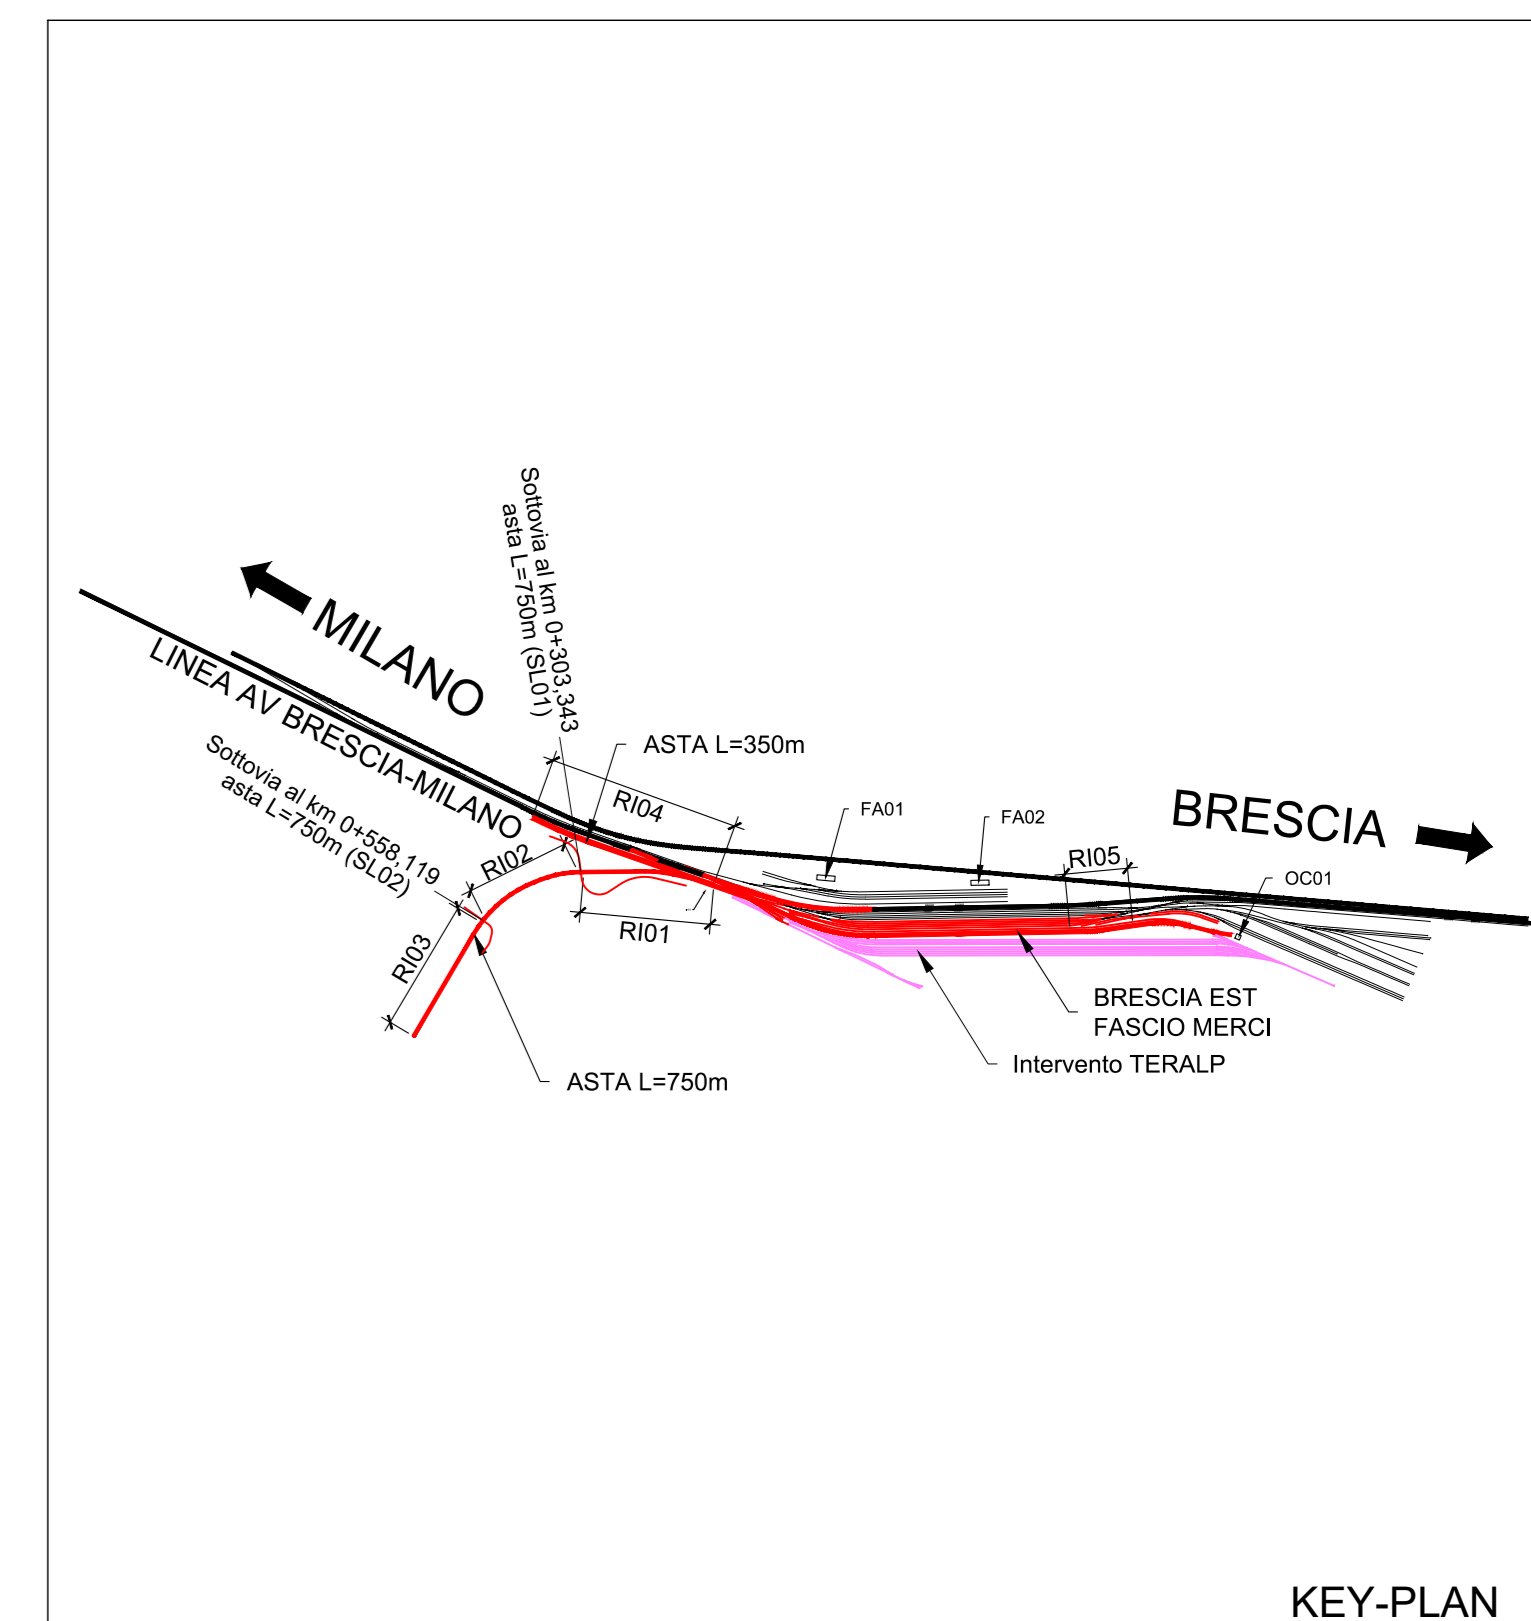 Sottovia al km 0+303,343
asta L=750m (SL01)
MILANO
LINEA AV BRESCIA-MILANO
Sottovia al km 0+558,119
asta L=750m (SL02)
ASTA L=350m
RI04
FA01
FA02
BRESCIA
RI05
OC01
RI02
RI01
RI03
BRESCIA EST
FASCIO MERCI
Intervento TERALP
ASTA L=750m
KEY-PLAN